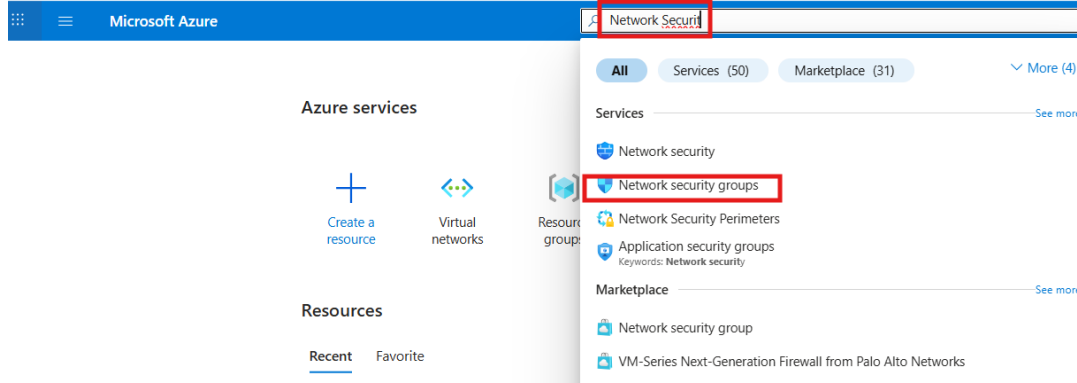 Microsoft Azure
Network Securit
All
Services (50)
Marketplace (31)
More (4)
Azure services
Services
See more
Network security
Network security groups
Create a
resource
Virtual
networks
Network Security Perimeters
Application security groups
Keywords: Network security
Marketplace
See more
Resources
Network security group
Recent
Favorite
VM-Series Next-Generation Firewall from Palo Alto Networks